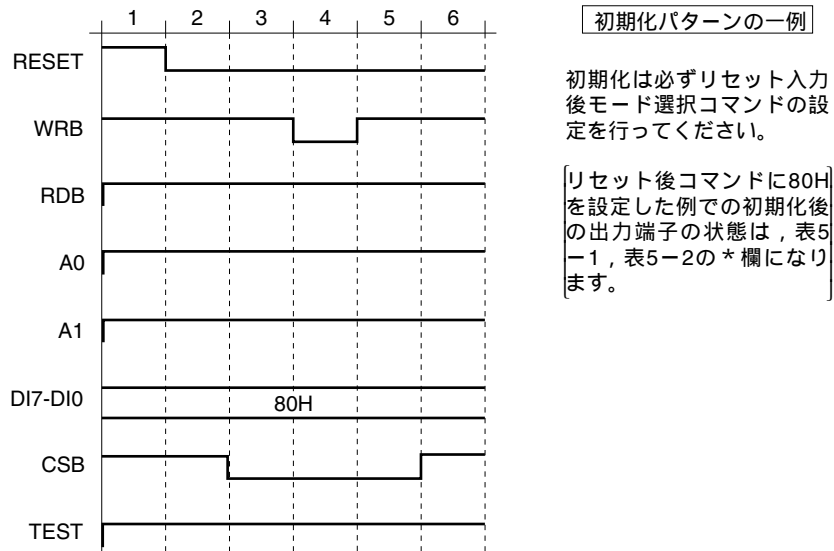 1 2 3 4 5 6
RESET
WRB
RDB
A0
A1
DI7-DI0 80H
CSB
TEST
初期化パターンの一例
初期化は必ずリセット入力
後モード選択コマンドの設
定を行ってください。
リセット後コマンドに80H
を設定した例での初期化後
の出力端子の状態は，表5
－1，表5－2の＊欄になり
ます。